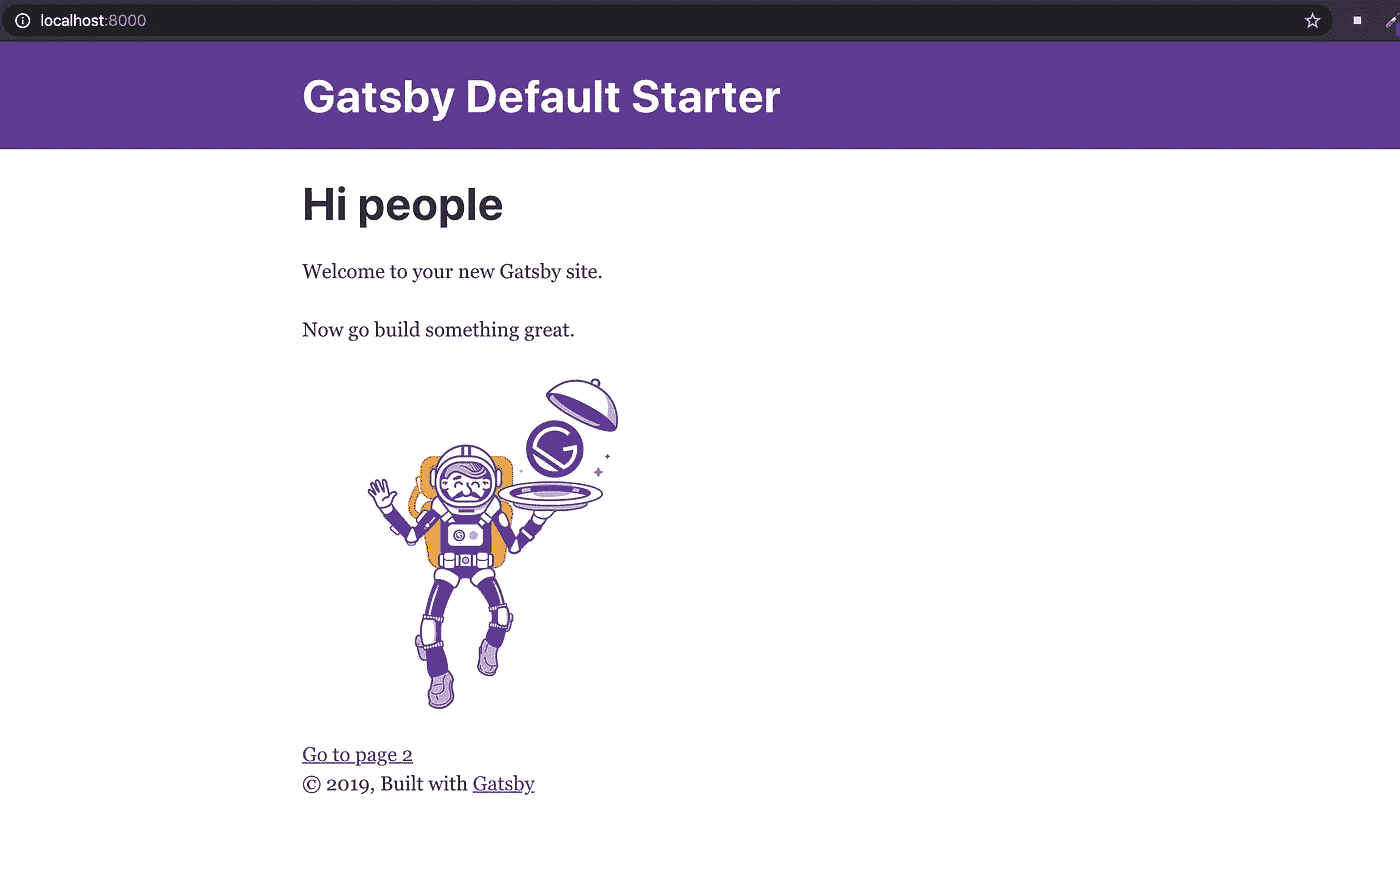 localhost:8000
Gatsby Default Starter
Hi people
Welcome to your new Gatsby site.
Now go build something great.
Go to page 2
© 2019, Built with Gatsby